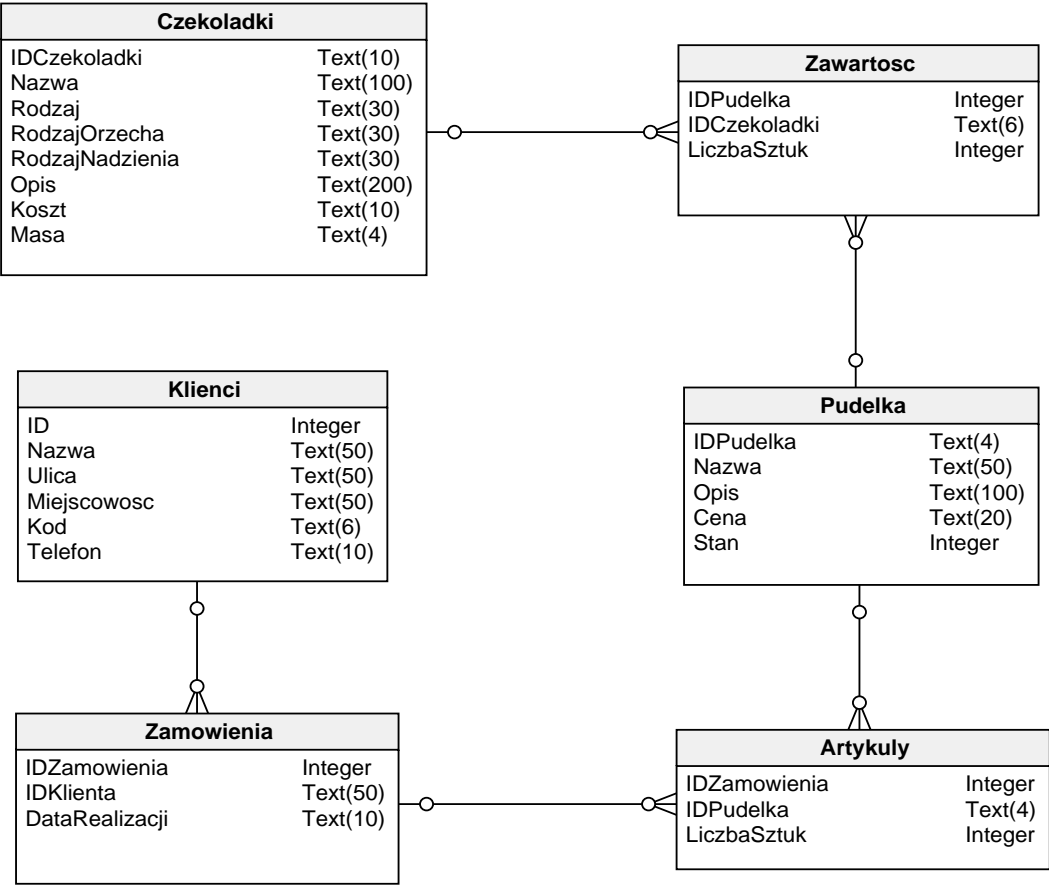 Czekoladki
IDCzekoladki Text(10)
Nazwa Text(100)
Rodzaj Text(30)
RodzajOrzecha Text(30)
RodzajNadzienia Text(30)
Opis Text(200)
Koszt Text(10)
Masa Text(4)
Zawartosc
IDPudelka Integer
IDCzekoladki Text(6)
LiczbaSztuk Integer
Klienci
ID Integer
Nazwa Text(50)
Ulica Text(50)
Miejscowosc Text(50)
Kod Text(6)
Telefon Text(10)
Pudelka
IDPudelka Text(4)
Nazwa Text(50)
Opis Text(100)
Cena Text(20)
Stan Integer
Zamowienia
IDZamowienia Integer
IDKlienta Text(50)
DataRealizacji Text(10)
Artykuly
IDZamowienia Integer
IDPudelka Text(4)
LiczbaSztuk Integer